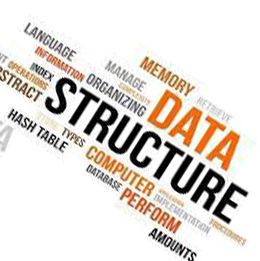 LANGUAGE
INFORMATION
OPERATIONS
INDEX
MANAGE
MEMORY
RETRIEVE
COMPLEXITY
ORGANIZING
DATA
STRUCTURE
HASH TABLE
TYPES
COMPUTER
DATABASE
PERFORM
IMPLEMENTATION
PROCEDURES
AMOUNTS